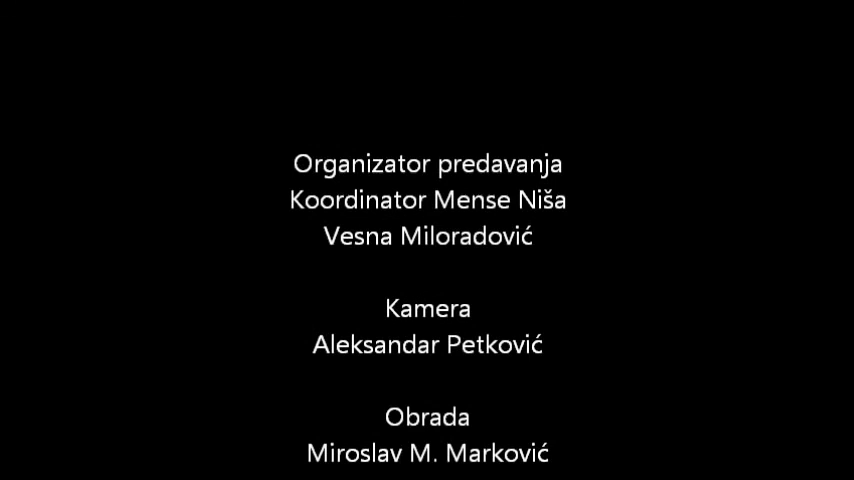 Organizator predavanja
Koordinator Mense Niša
Vesna Miloradović
Kamera
Aleksandar Petković
Obrada
Miroslav M. Marković